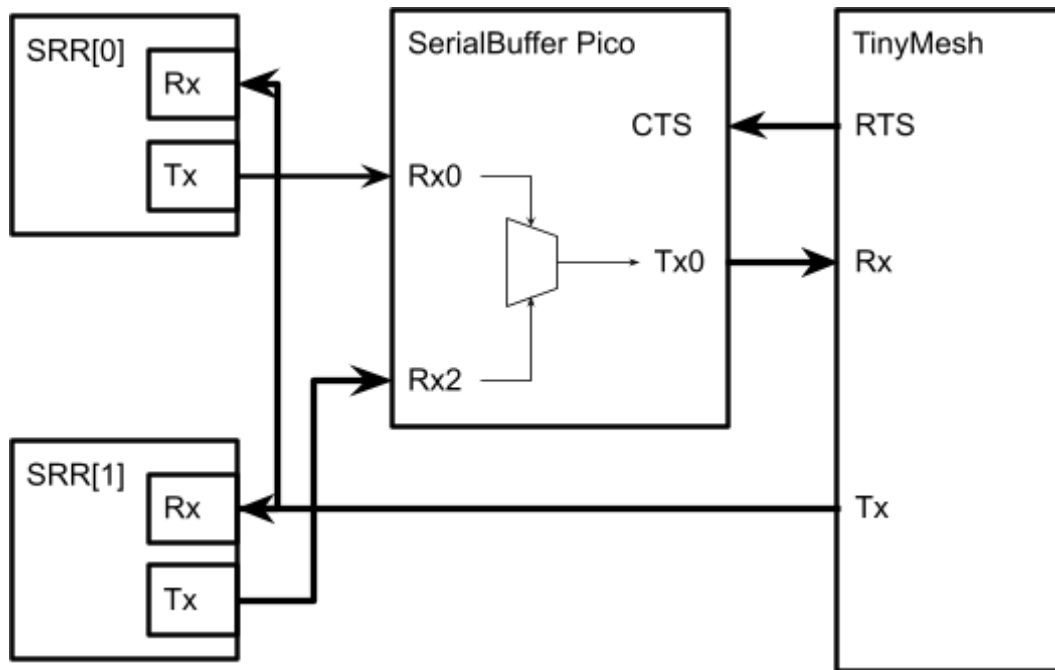 SRR[0]
Rx
Tx
SerialBuffer Pico
CTS
Rx0
Tx0
Rx2
TinyMesh
RTS
Rx
Tx
SRR[1]
Rx
Tx